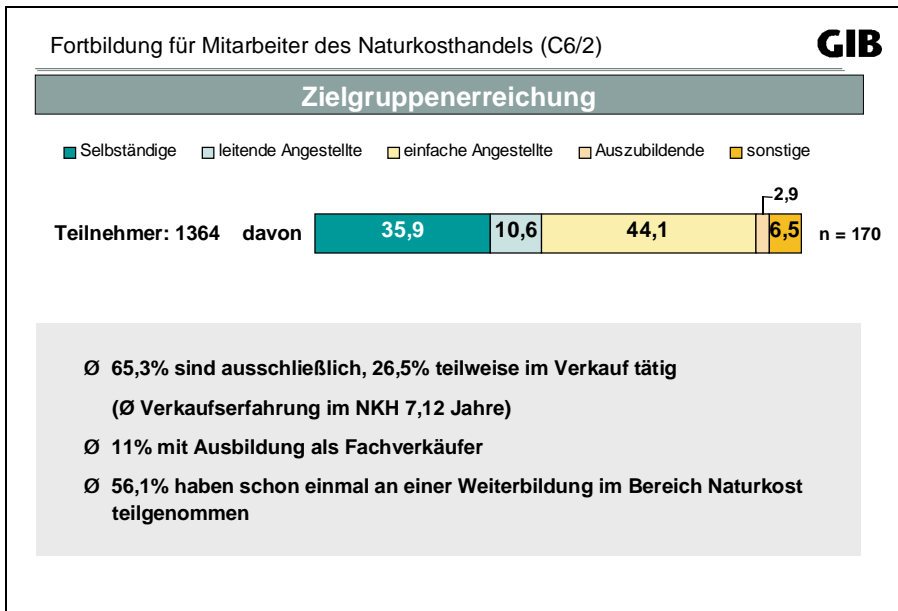 Fortbildung für Mitarbeiter des Naturkosthandels (C6/2)
GIB
Zielgruppenerreichung
Selbständige leitende Angestellte einfache Angestellte Auszubildende sonstige
2,9
Teilnehmer: 1364 davon 35,9 10,6 44,1 6,5 n = 170
Ø 65,3% sind ausschließlich, 26,5% teilweise im Verkauf tätig
(Ø Verkaufserfahrung im NKH 7,12 Jahre)
Ø 11% mit Ausbildung als Fachverkäufer
Ø 56,1% haben schon einmal an einer Weiterbildung im Bereich Naturkost
teilgenommen